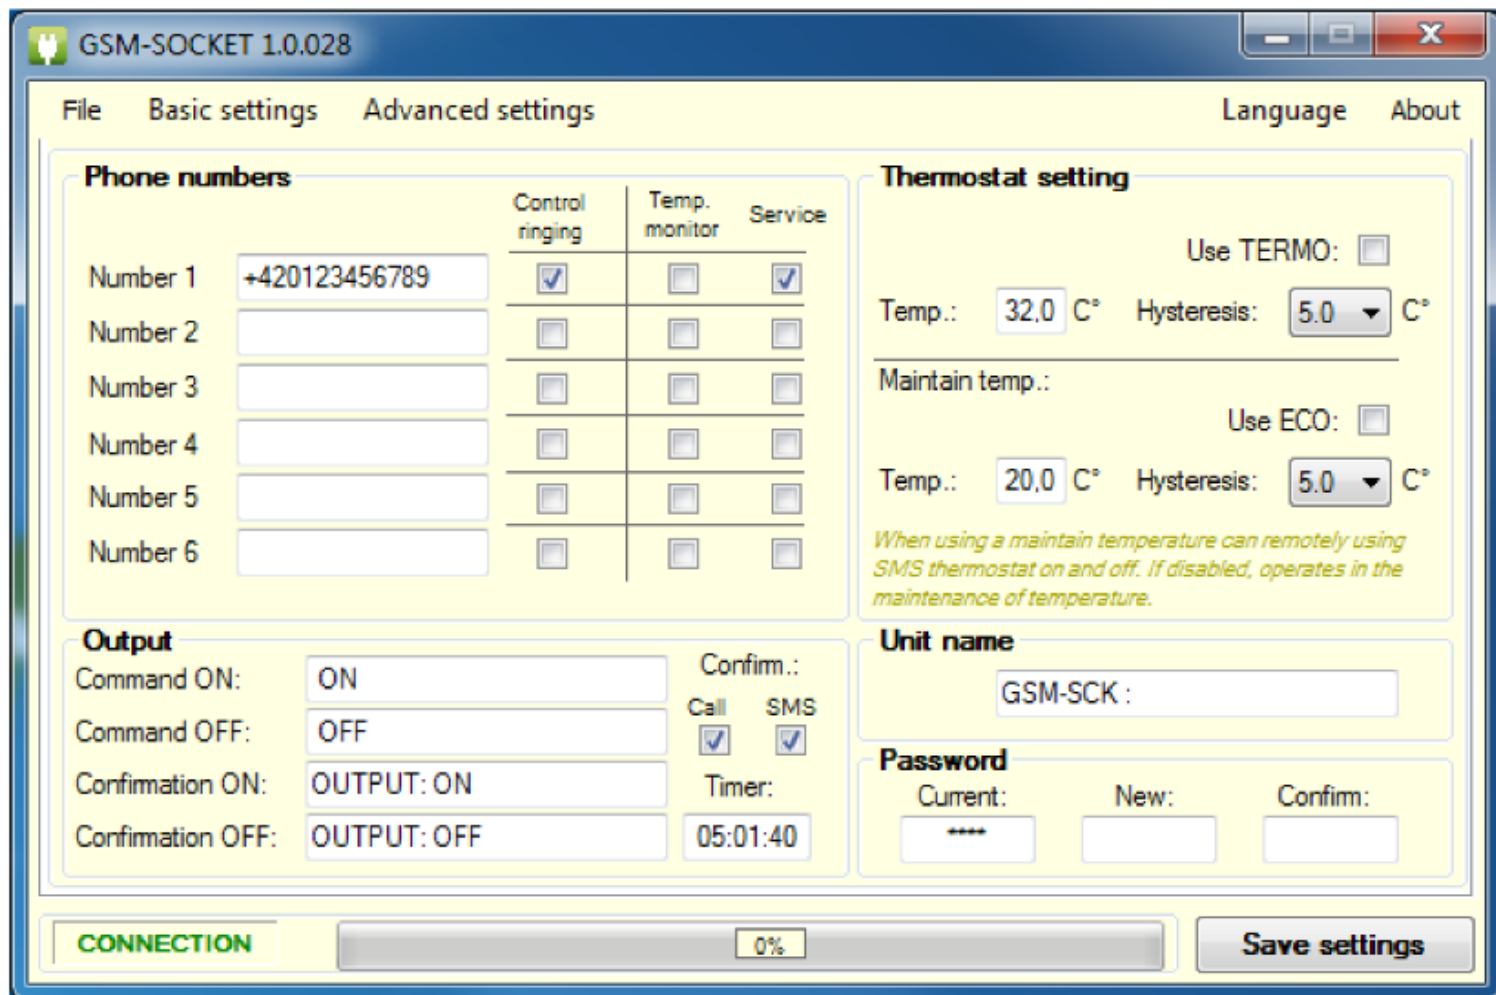 GSM-SOCKET 1.0.028
File Basic settings Advanced settings Language About
Phone numbers
Control ringing
Temp. monitor
Service
Number 1 +420123456789
Number 2
Number 3
Number 4
Number 5
Number 6
Thermostat setting
Use TERMO:
Temp.: 32,0 C° Hysteresis: 5.0 C°
Maintain temp.:
Use ECO:
Temp.: 20,0 C° Hysteresis: 5.0 C°
When using a maintain temperature can remotely using
SMS thermostat on and off. If disabled, operates in the
maintenance of temperature.
Output
Command ON: ON
Command OFF: OFF
Confirmation ON: OUTPUT: ON
Confirmation OFF: OUTPUT: OFF
Confirm.:
Call SMS
Timer:
05:01:40
Unit name
GSM-SCK :
Password
Current: New: Confirm:
****
CONNECTION 0% Save settings